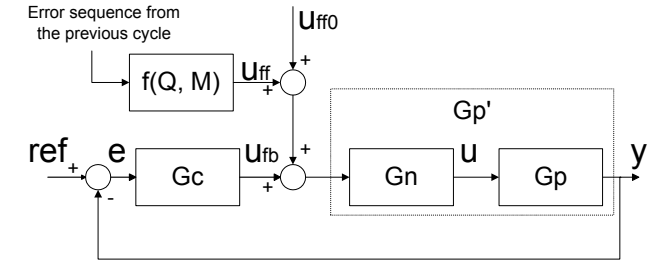 Error sequence from
the previous cycle
uff0
f(Q, M)
uff
+
+
Gp'
ref
+
-
e
Gc
ufb
+
+
Gn
u
Gp
y